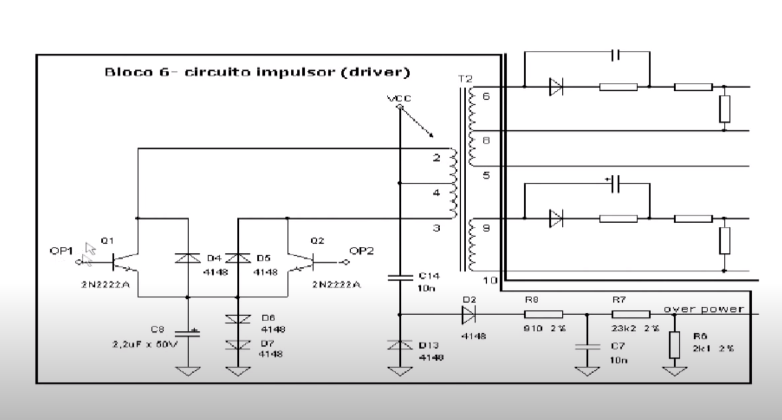 Bloco 6- circuito impulsor (driver)
T2
VCC
6
8
5
2
4
3
9
10
OP1
Q1
2N2222A
D4
4148
D5
4148
Q2
OP2
2N2222A
C14
10n
D6
4148
D7
4148
C8
2,2uF x 50V
D13
4148
D2
4148
R8
910 2%
R7
23k2 2%
over power
C7
10n
R6
2k1 2%